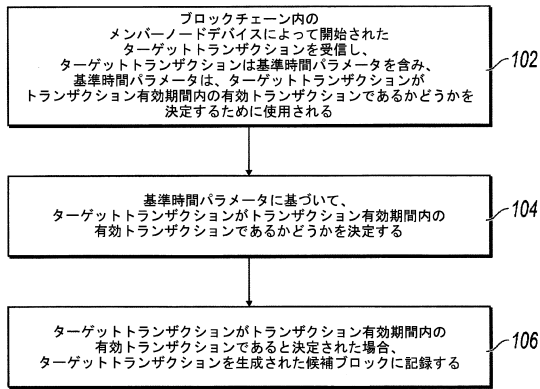 ブロックチェーン内の
メンバーノードデバイスによって開始された
ターゲットトランザクションを受信し、
ターゲットトランザクションは基準時間パラメータを含み、
基準時間パラメータは、ターゲットトランザクションが
トランザクション有効期間内の有効トランザクションであるかどうかを
決定するために使用される
102
基準時間パラメータに基づいて、
ターゲットトランザクションがトランザクション有効期間内の
有効トランザクションであるかどうかを決定する
104
ターゲットトランザクションがトランザクション有効期間内の
有効トランザクションであると決定された場合、
ターゲットトランザクションを生成された候補ブロックに記録する
106